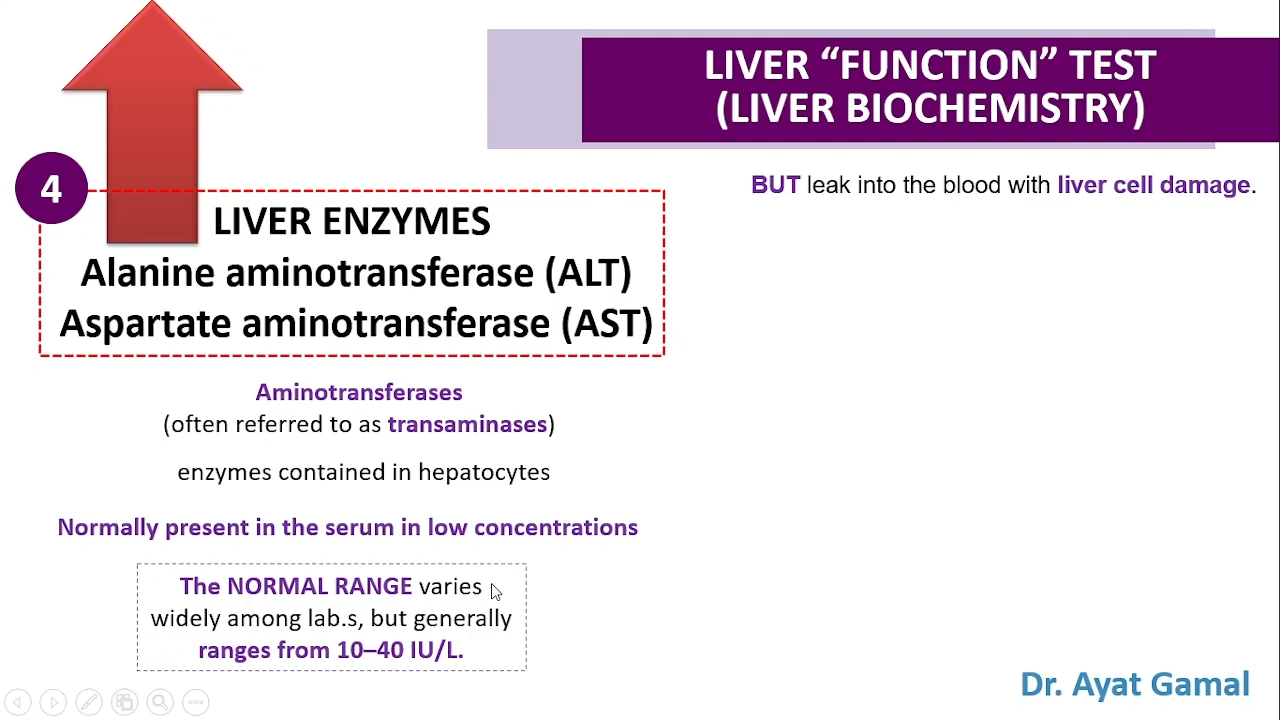 LIVER “FUNCTION” TEST
(LIVER BIOCHEMISTRY)
4
LIVER ENZYMES
Alanine aminotransferase (ALT)
Aspartate aminotransferase (AST)
Aminotransferases
(often referred to as transaminases)
enzymes contained in hepatocytes
Normally present in the serum in low concentrations
The NORMAL RANGE varies
widely among lab.s, but generally
ranges from 10–40 IU/L.
BUT leak into the blood with liver cell damage.
Dr. Ayat Gamal